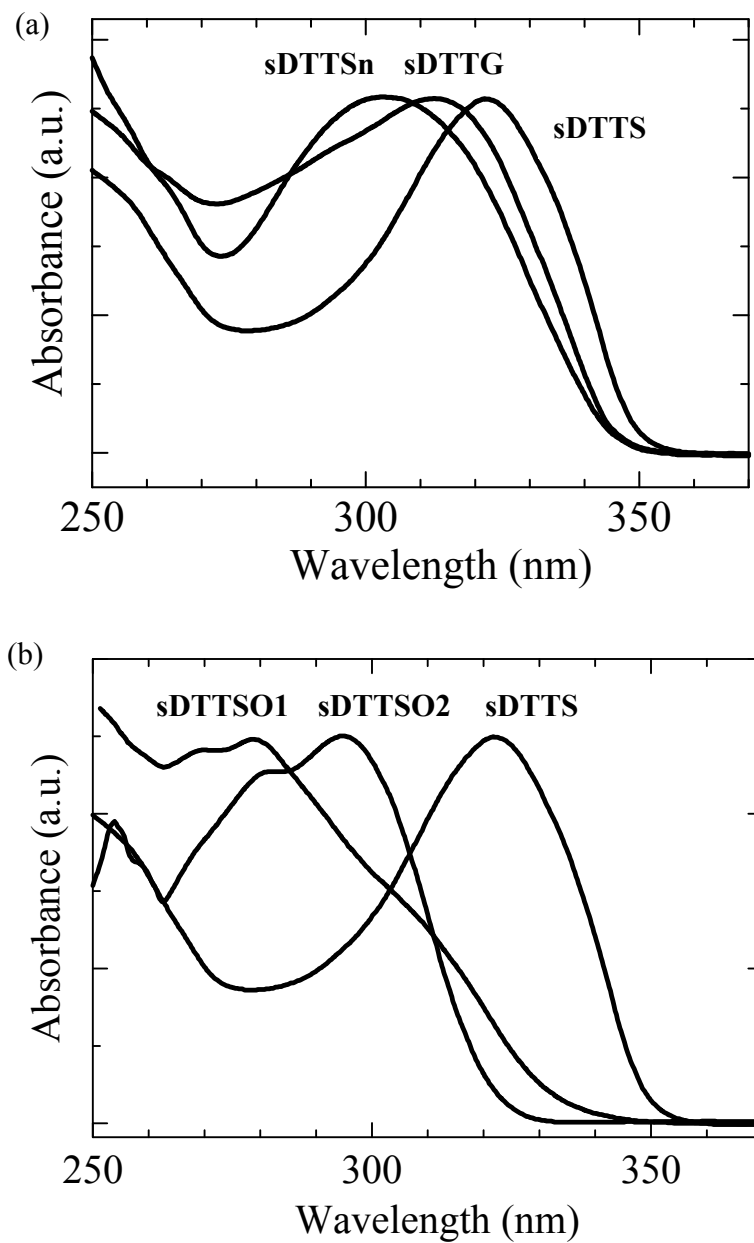 (a)
sDTTSn sDTTG
sDTTS
Absorbance (a.u.)
250 300 350
Wavelength (nm)
(b)
sDTTSO1 sDTTSO2 sDTTS
Absorbance (a.u.)
250 300 350
Wavelength (nm)